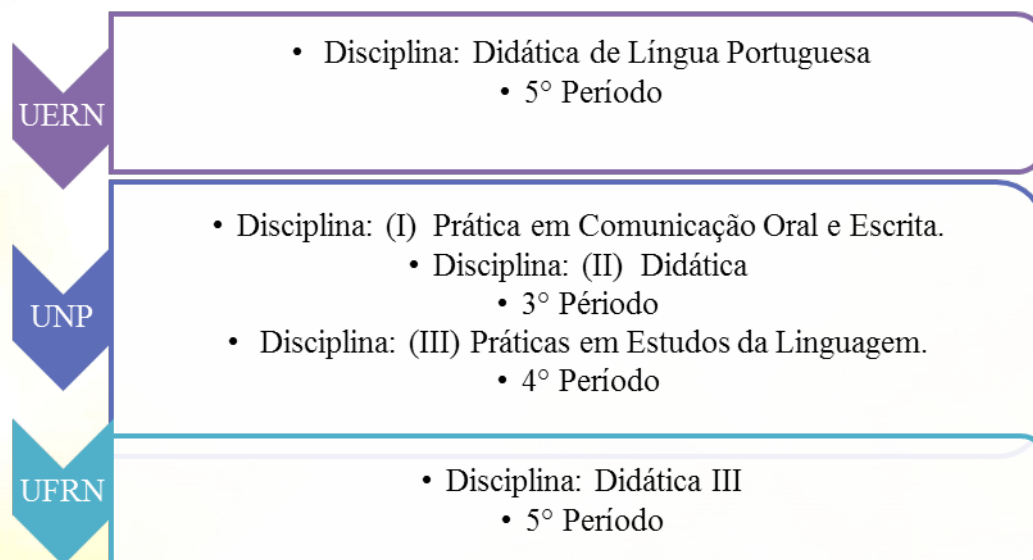 UERN
• Disciplina: Didática de Língua Portuguesa
• 5° Período
UNP
• Disciplina: (I) Prática em Comunicação Oral e Escrita.
• Disciplina: (II) Didática
• 3° Périodo
• Disciplina: (III) Práticas em Estudos da Linguagem.
• 4° Período
UFRN
• Disciplina: Didática III
• 5° Período